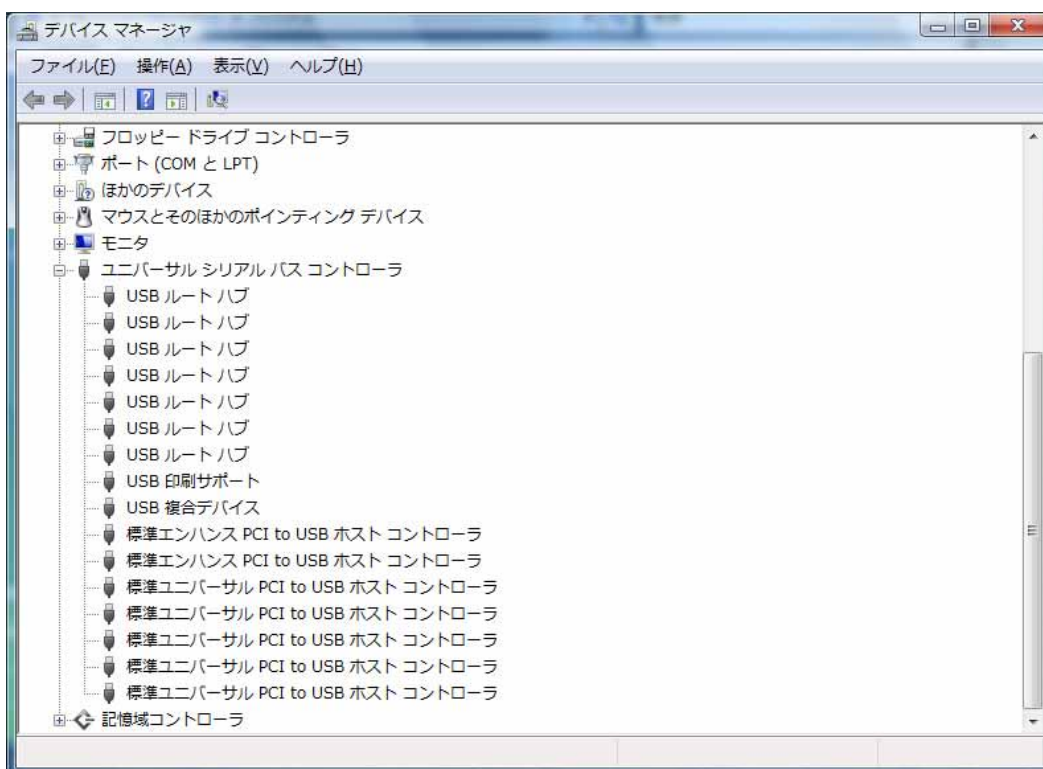 デバイス マネージャ
ファイル(F) 操作(A) 表示(V) ヘルプ(H)
フロッピー ドライブ コントローラ
ポート (COM と LPT)
ほかのデバイス
マウスとそのほかのポインティング デバイス
モニタ
ユニバーサル シリアル バス コントローラ
USB ルート ハブ
USB ルート ハブ
USB ルート ハブ
USB ルート ハブ
USB ルート ハブ
USB ルート ハブ
USB ルート ハブ
USB 印刷サポート
USB 複合デバイス
標準エンハンス PCI to USB ホスト コントローラ
標準エンハンス PCI to USB ホスト コントローラ
標準ユニバーサル PCI to USB ホスト コントローラ
標準ユニバーサル PCI to USB ホスト コントローラ
標準ユニバーサル PCI to USB ホスト コントローラ
標準ユニバーサル PCI to USB ホスト コントローラ
標準ユニバーサル PCI to USB ホスト コントローラ
記憶域コントローラ